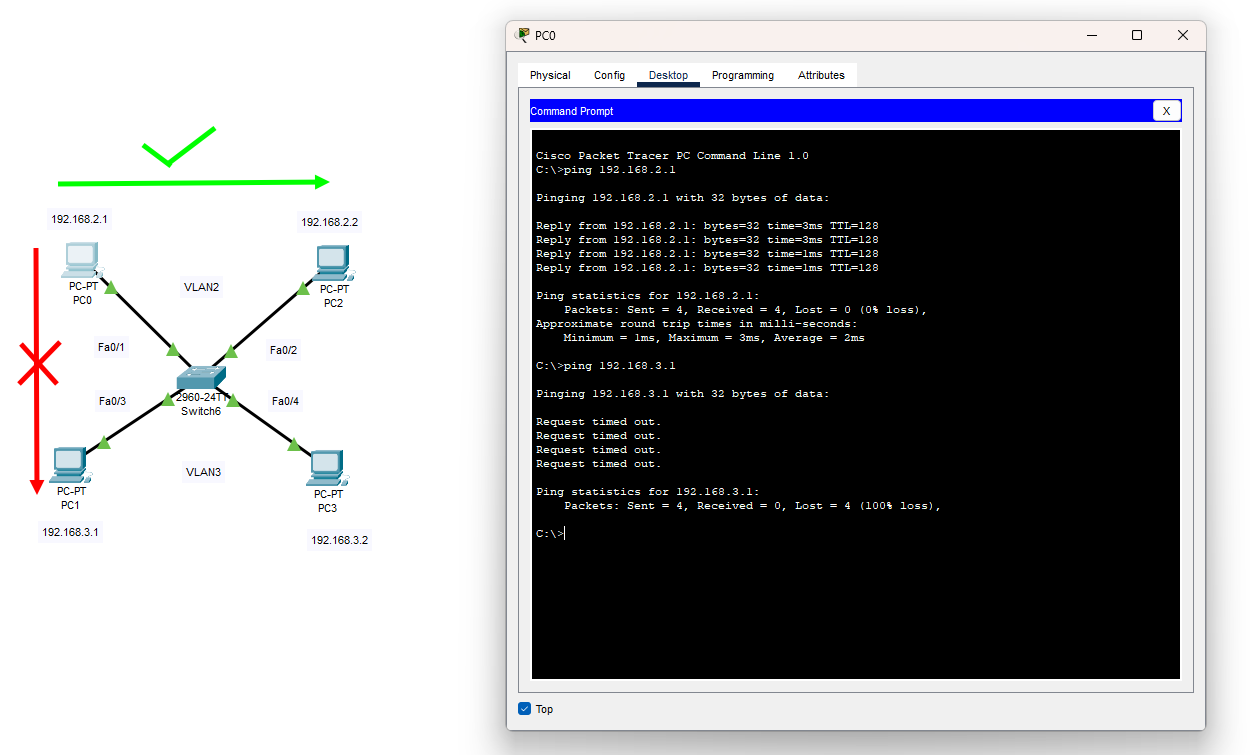 192.168.2.1
192.168.2.2
PC-PT
PC0
VLAN2
PC-PT
PC2
Fa0/1
Fa0/2
Fa0/3
2960-24TT
Switch6
Fa0/4
VLAN3
PC-PT
PC1
PC-PT
PC3
192.168.3.1
192.168.3.2
PC0
Physical Config Desktop Programming Attributes
Command Prompt
X
Cisco Packet Tracer PC Command Line 1.0
C:\>ping 192.168.2.1
Pinging 192.168.2.1 with 32 bytes of data:
Reply from 192.168.2.1: bytes=32 time=3ms TTL=128
Reply from 192.168.2.1: bytes=32 time=3ms TTL=128
Reply from 192.168.2.1: bytes=32 time=1ms TTL=128
Reply from 192.168.2.1: bytes=32 time=1ms TTL=128
Ping statistics for 192.168.2.1:
Packets: Sent = 4, Received = 4, Lost = 0 (0% loss),
Approximate round trip times in milli-seconds:
Minimum = 1ms, Maximum = 3ms, Average = 2ms
C:\>ping 192.168.3.1
Pinging 192.168.3.1 with 32 bytes of data:
Request timed out.
Request timed out.
Request timed out.
Request timed out.
Ping statistics for 192.168.3.1:
Packets: Sent = 4, Received = 0, Lost = 4 (100% loss),
C:\>
Top